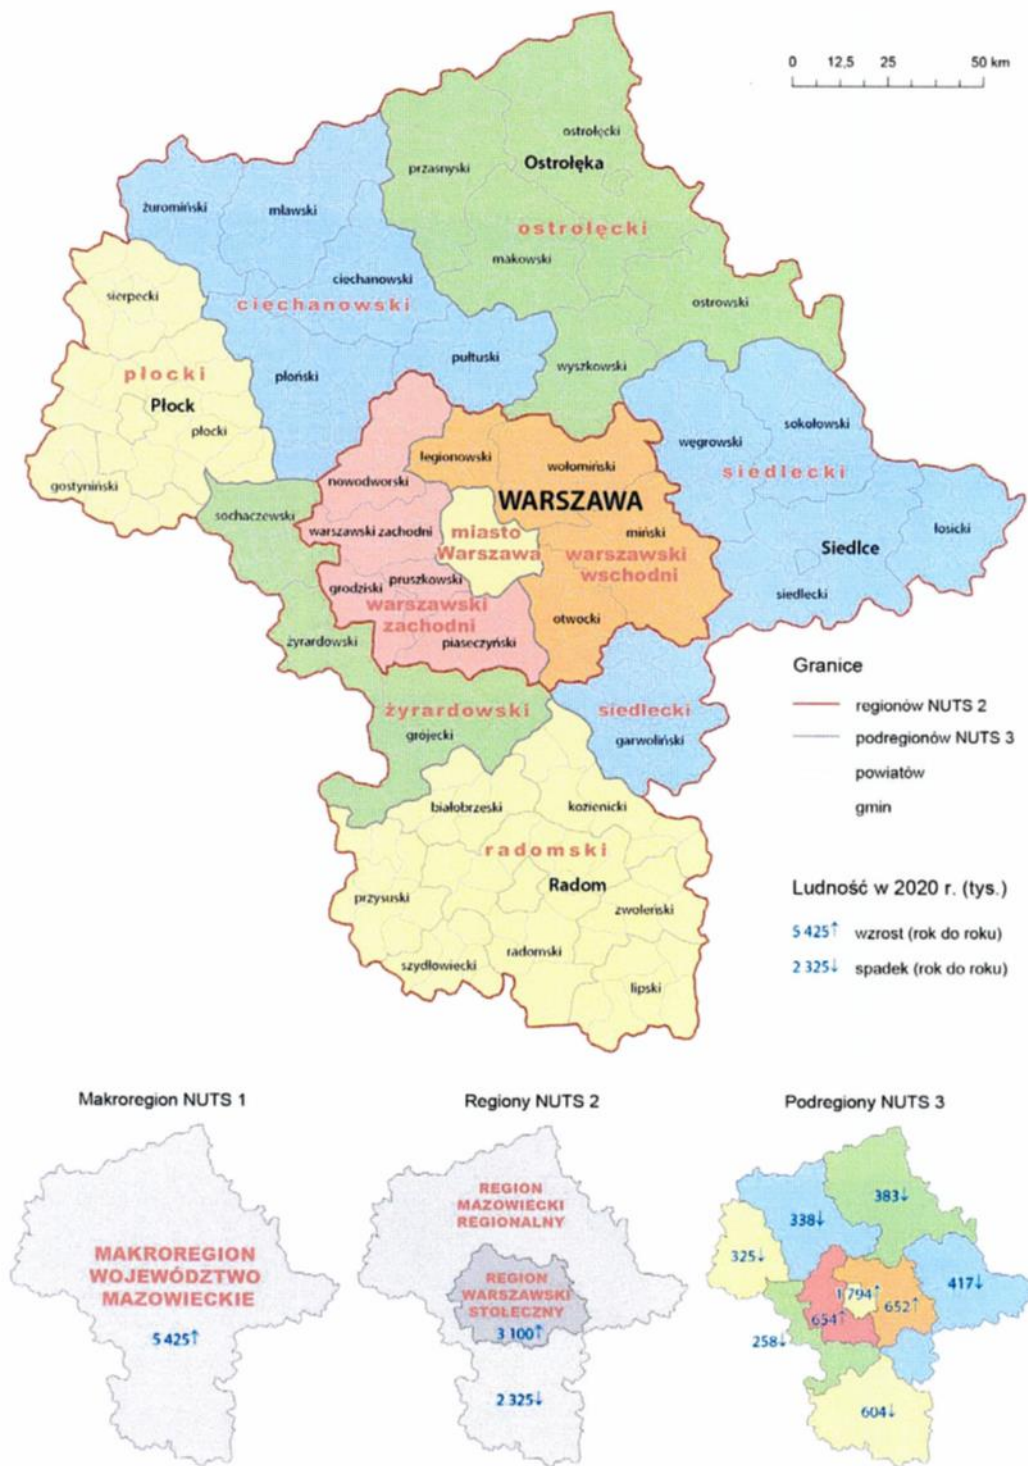 0 12,5 25 50 km
ostrołęcki
przasnyski
Ostrołęka
żuromiński
mławski
ostrołęcki
makowski
ciechanowski
sierpecki
ciechanowski
ostrowski
płocki
płoński
pułtuski
wyszkowski
Płock
płocki
sokołowski
węgrowski
legionowski
wołomiński
siedlecki
gostyniński
nowodworski
WARSZAWA
sochaczewski
warszawski zachodni
miasto
Warszawa
miński
łosicki
Siedlce
warszawski
wschodni
grodziski
pruszkowski
siedlecki
warszawski
zachodni
otwocki
żyrardowski
piaseczyński
żyrardowski
siedlecki
grójecki
garwoliński
białobrzeski
kozienicki
radomski
Radom
przysuski
zwoleński
radomski
szydłowiecki
lipski
Granice
regionów NUTS 2
podregionów NUTS 3
powiatów
gmin
Ludność w 2020 r. (tys.)
5 425↑ wzrost (rok do roku)
2 325↓ spadek (rok do roku)
Makroregion NUTS 1
MAKROREGION
WOJEWÓDZTWO
MAZOWIECKIE
5 425↑
Regiony NUTS 2
REGION
MAZOWIECKI
REGIONALNY
REGION
WARSZAWSKI
STOŁECZNY
3 100↑
2 325↓
Podregiony NUTS 3
383↓
338↓
325↓
1 794↑
417↓
652↑
654↑
258↓
604↓